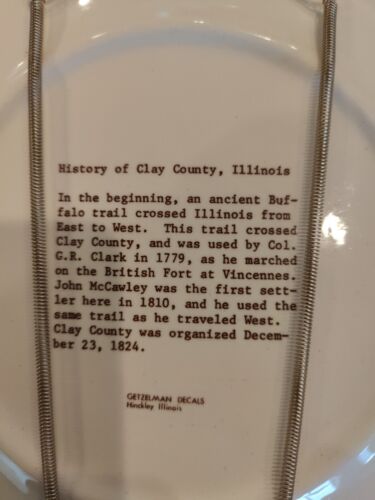 History of Clay County, Illinois
In the beginning, an ancient Buf-
falo trail crossed Illinois from
East to West. This trail crossed
Clay County, and was used by Col.
G.R. Clark in 1779, as he marched
on the British Fort at Vincennes.
John McCawley was the first sett-
ler here in 1810, and he used the
same trail as he traveled West.
Clay County was organized Decem-
ber 23, 1824.
GETZELMAN DECALS
Hinckley Illinois